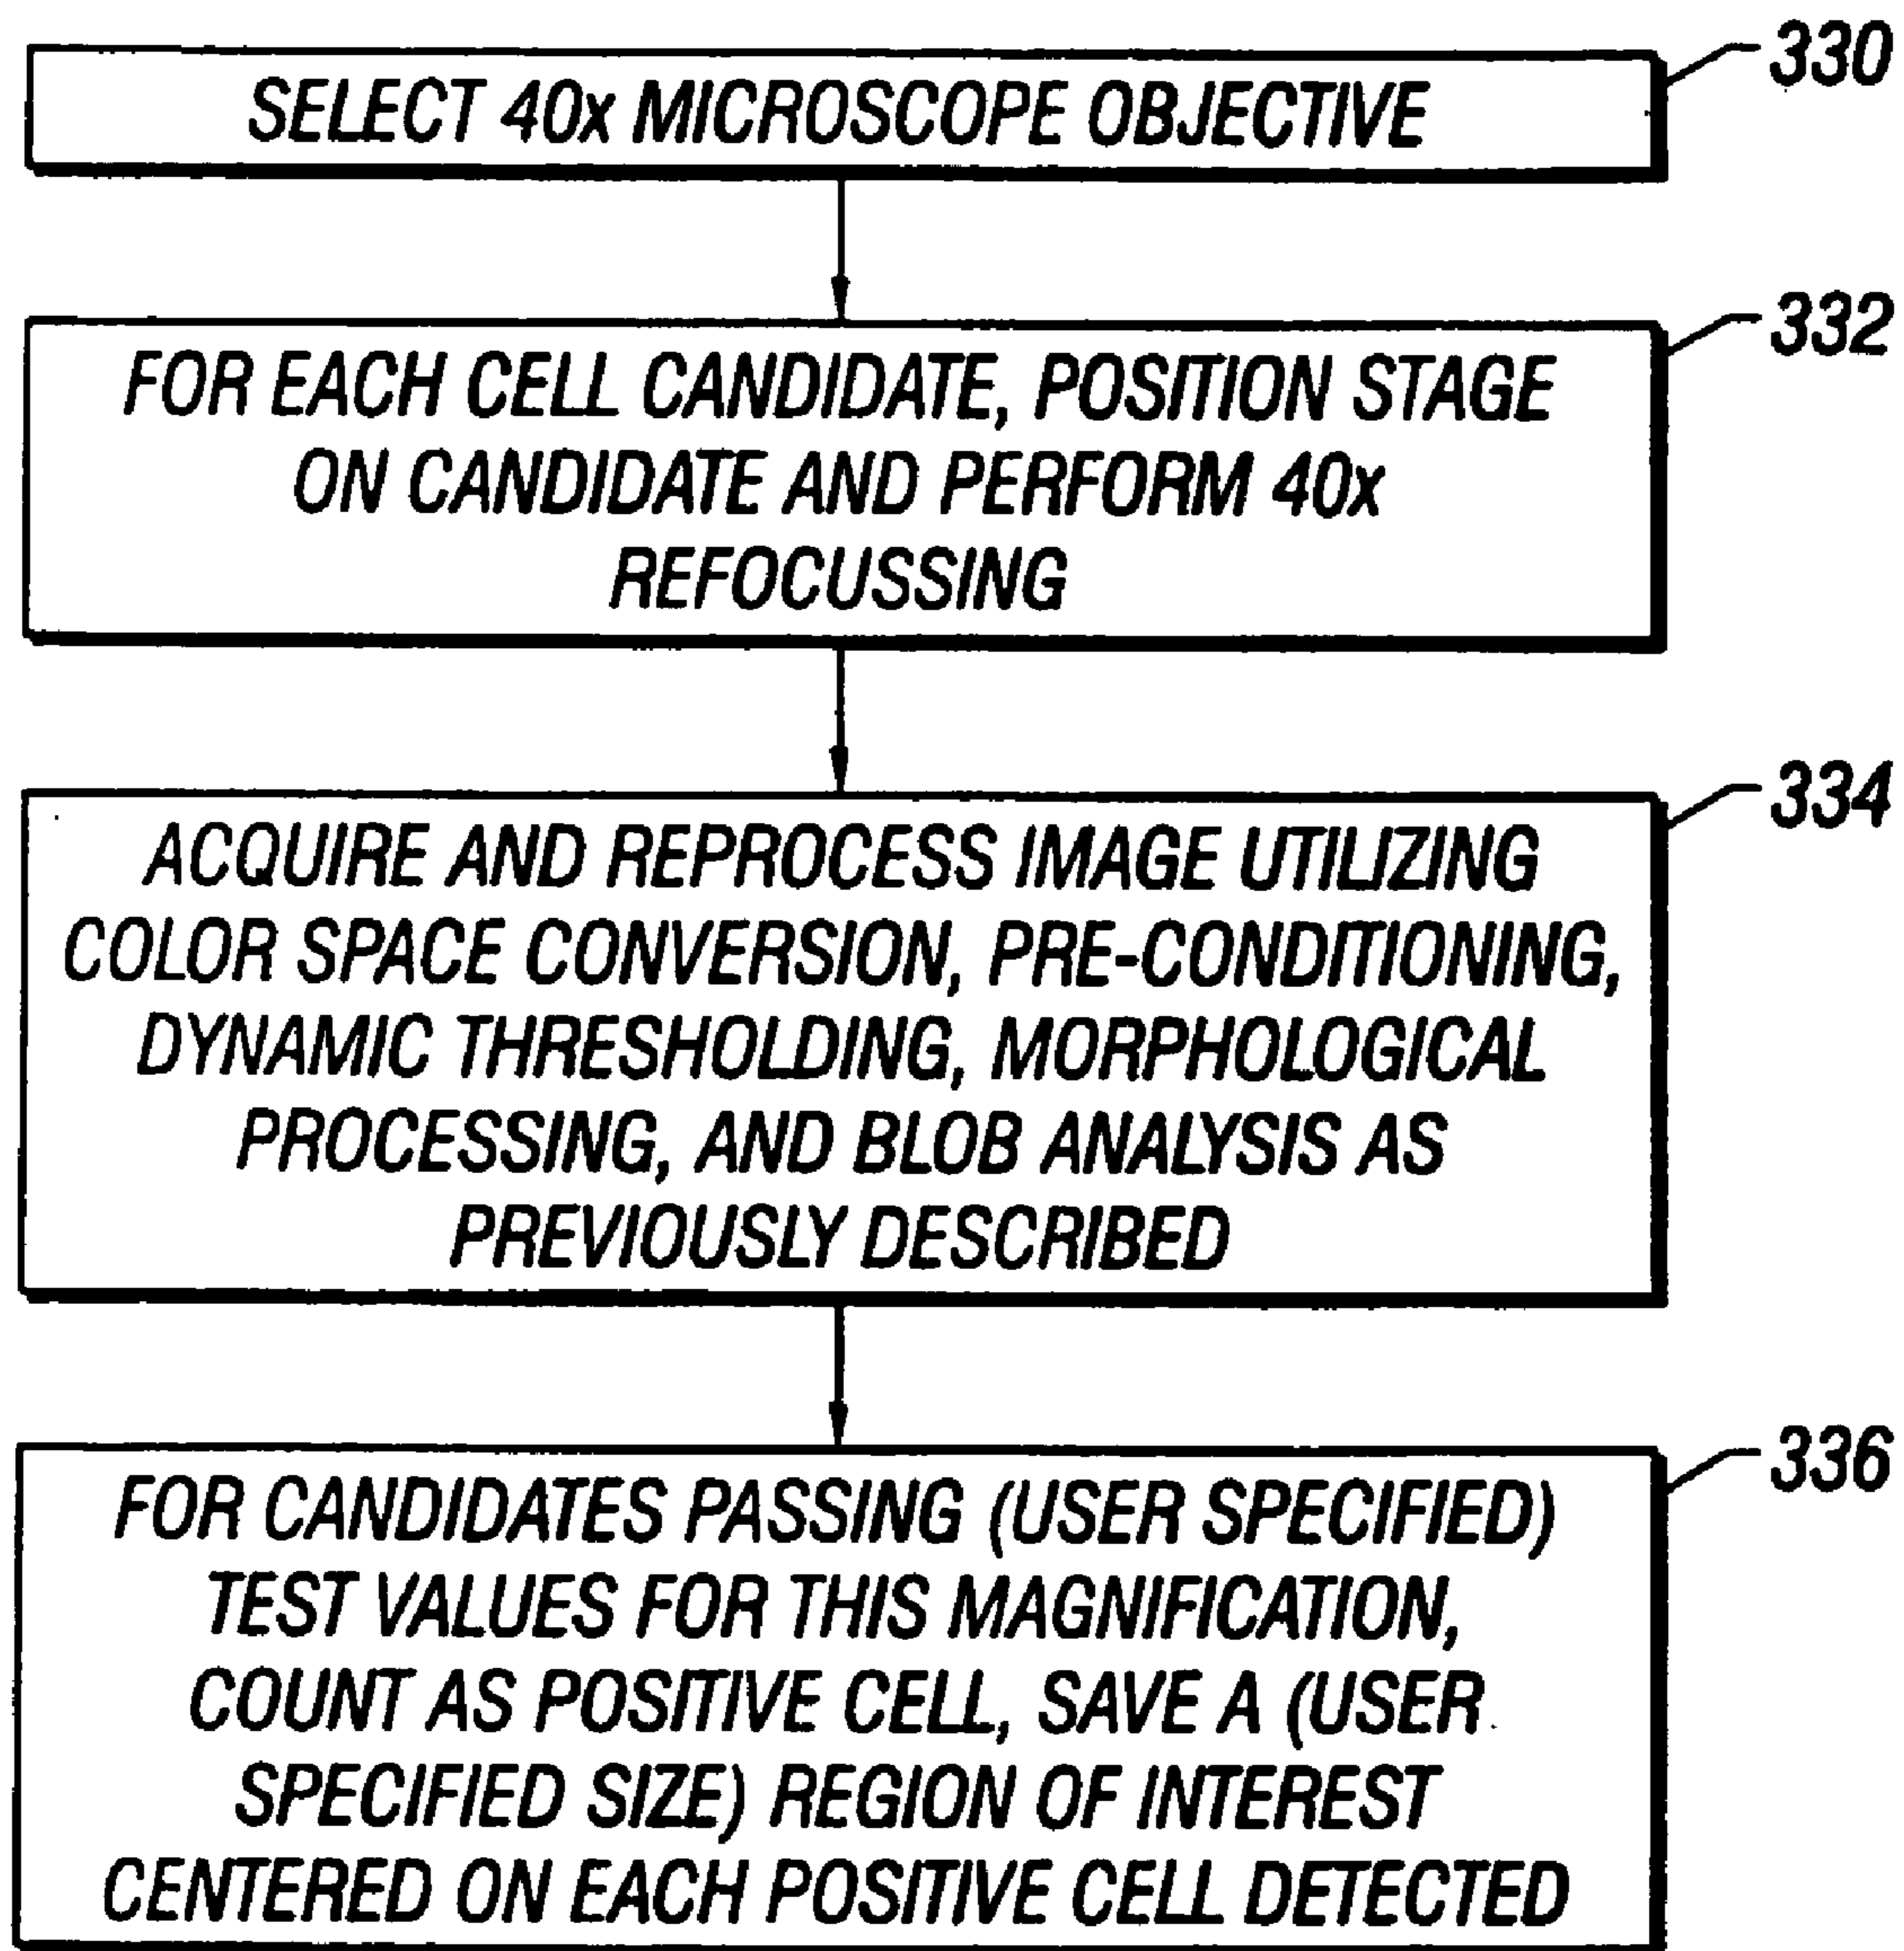 330
SELECT 40x MICROSCOPE OBJECTIVE
332
FOR EACH CELL CANDIDATE, POSITION STAGE
ON CANDIDATE AND PERFORM 40x
REFOCUSSING
334
ACQUIRE AND REPROCESS IMAGE UTILIZING
COLOR SPACE CONVERSION, PRE-CONDITIONING,
DYNAMIC THRESHOLDING, MORPHOLOGICAL
PROCESSING, AND BLOB ANALYSIS AS
PREVIOUSLY DESCRIBED
336
FOR CANDIDATES PASSING (USER SPECIFIED)
TEST VALUES FOR THIS MAGNIFICATION,
COUNT AS POSITIVE CELL, SAVE A (USER
SPECIFIED SIZE) REGION OF INTEREST
CENTERED ON EACH POSITIVE CELL DETECTED